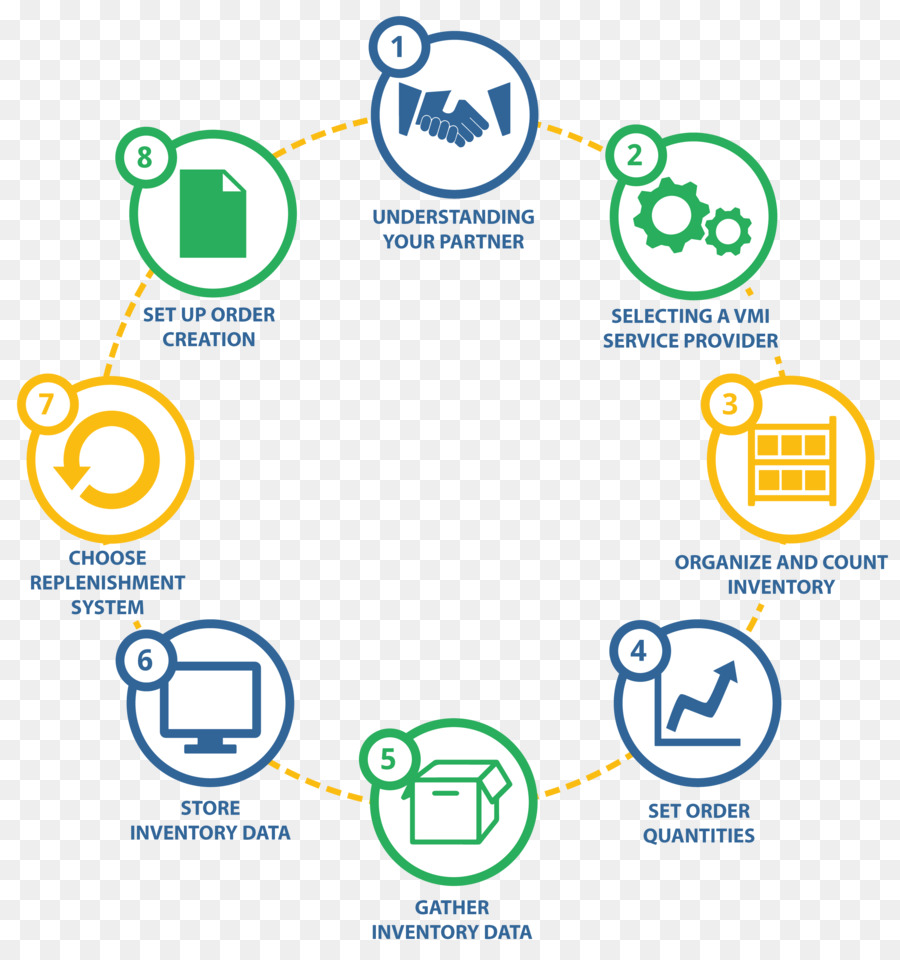 1
UNDERSTANDING
YOUR PARTNER
2
SELECTING A VMI
SERVICE PROVIDER
3
ORGANIZE AND COUNT
INVENTORY
4
SET ORDER
QUANTITIES
5
GATHER
INVENTORY DATA
6
STORE
INVENTORY DATA
7
CHOOSE
REPLENISHMENT
SYSTEM
8
SET UP ORDER
CREATION